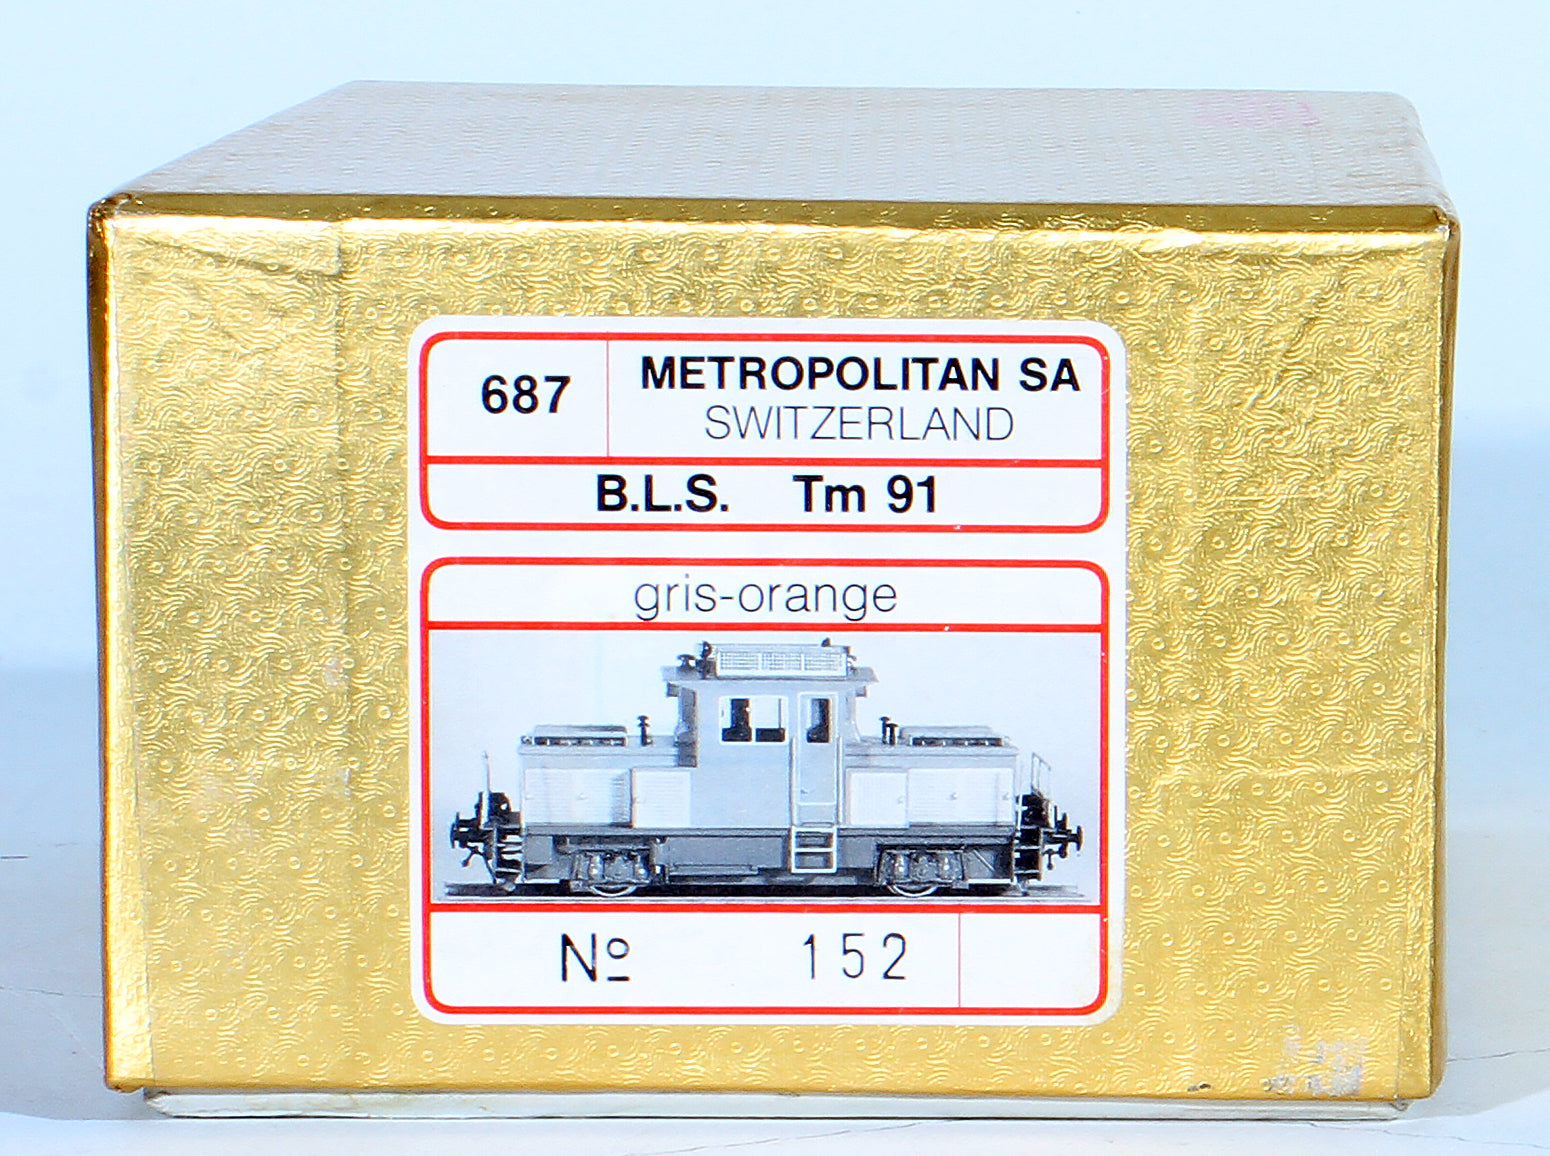 687
METROPOLITAN SA
SWITZERLAND
B.L.S. Tm 91
gris-orange
Nº 152